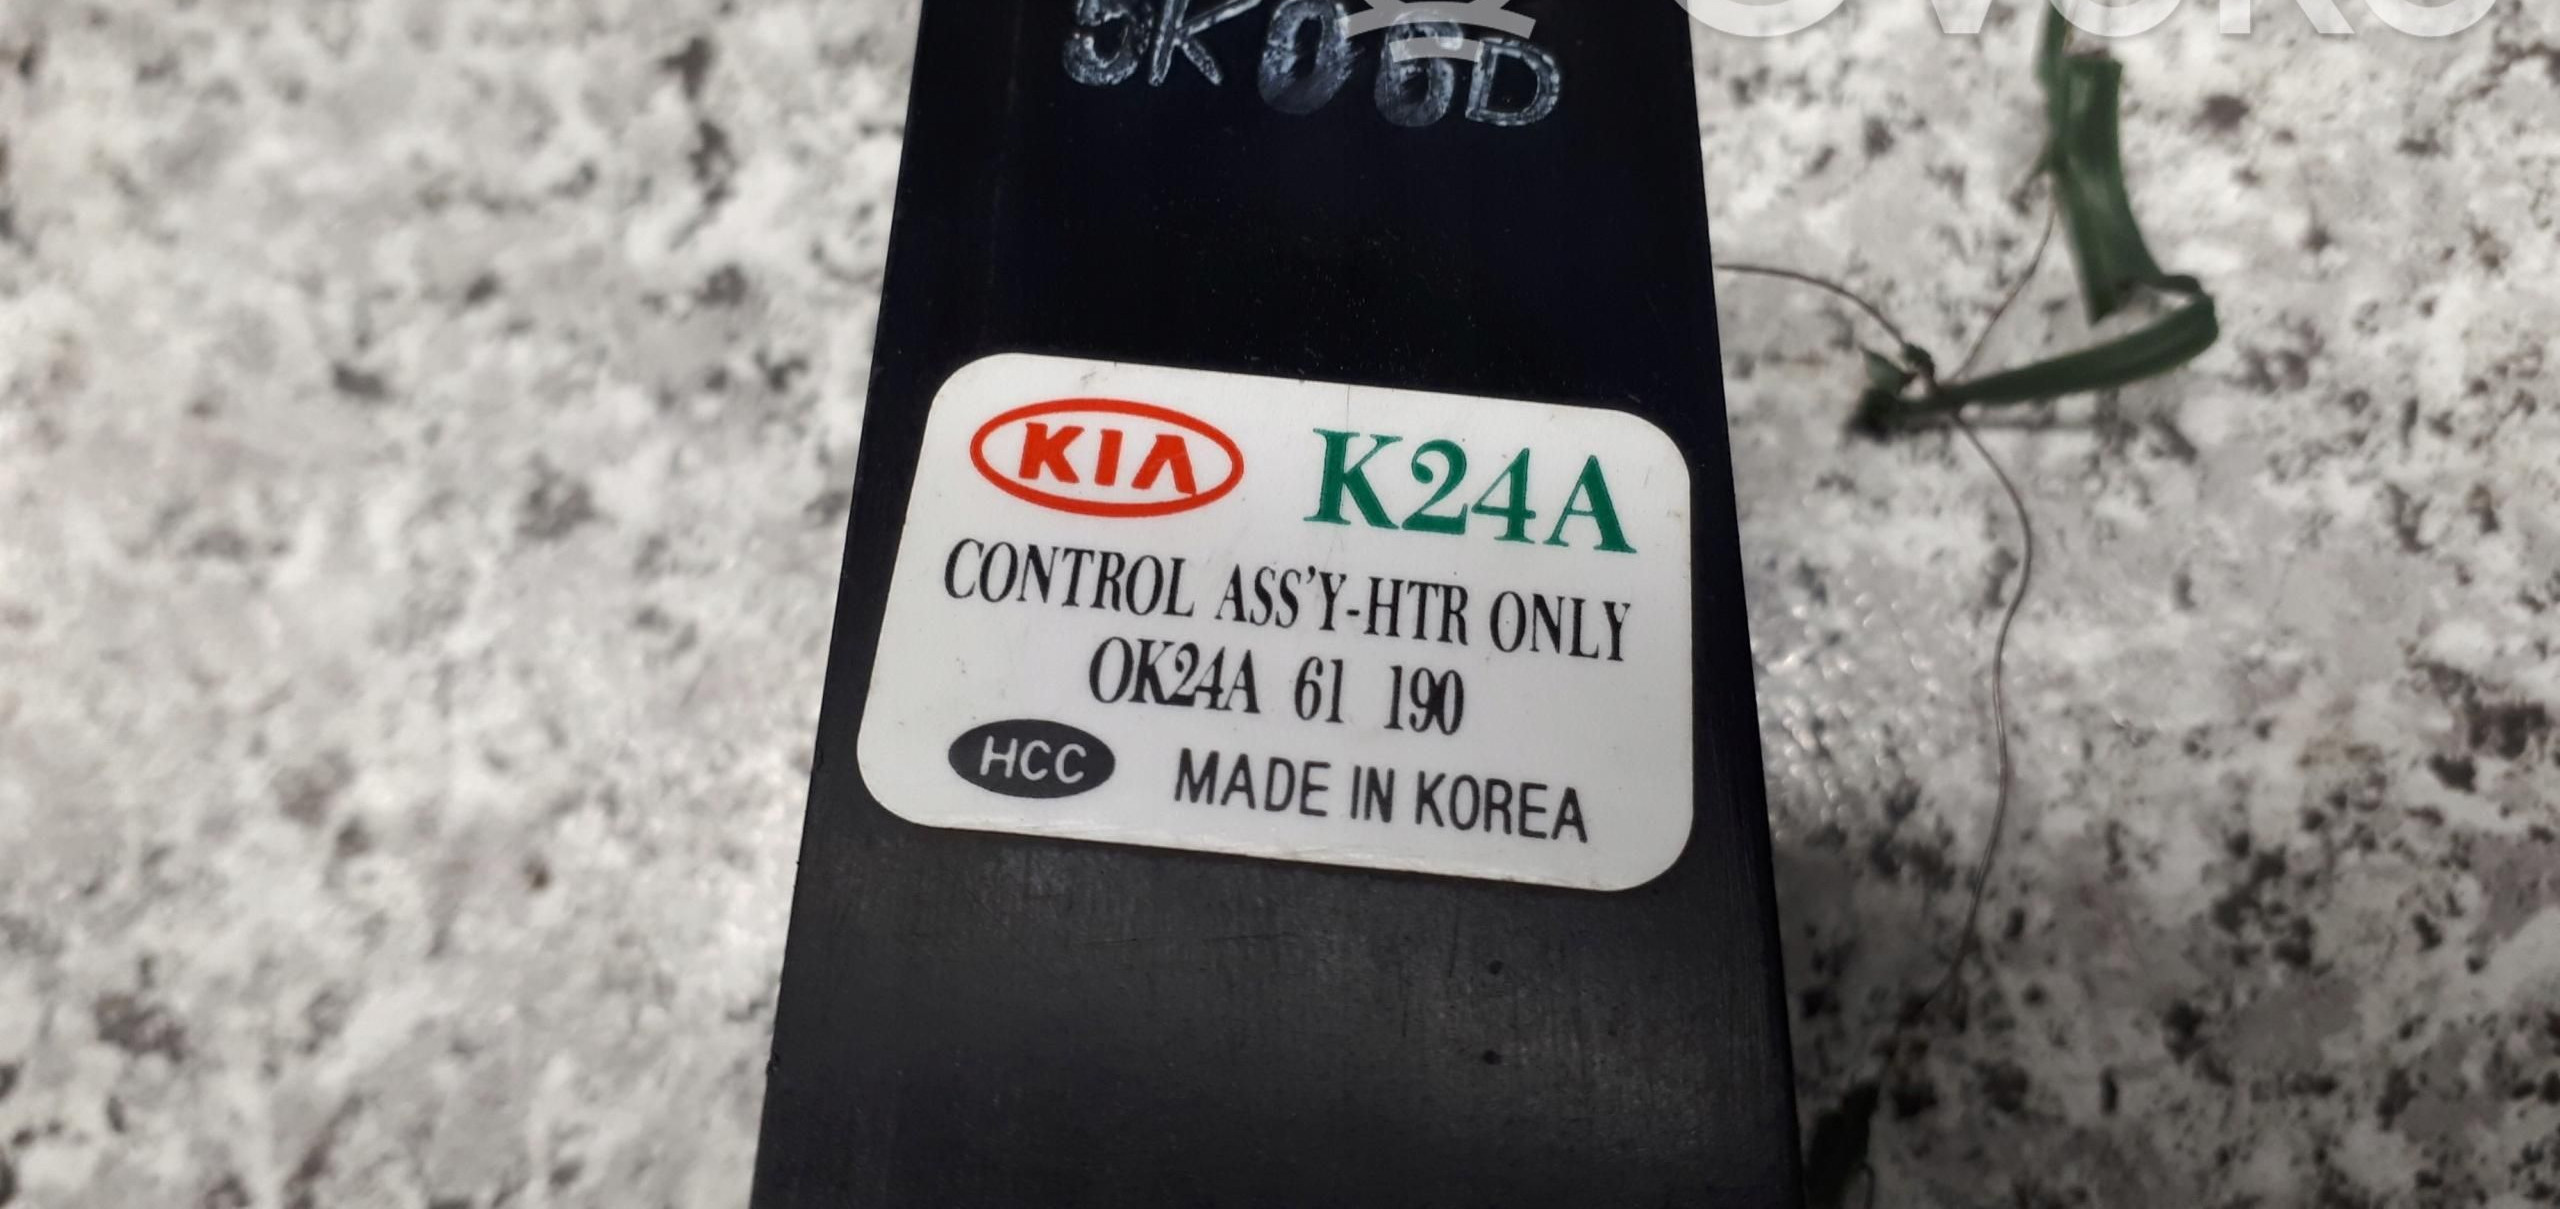 KIA K24A
CONTROL ASS'Y-HTR ONLY
OK24A 61 190
HCC MADE IN KOREA